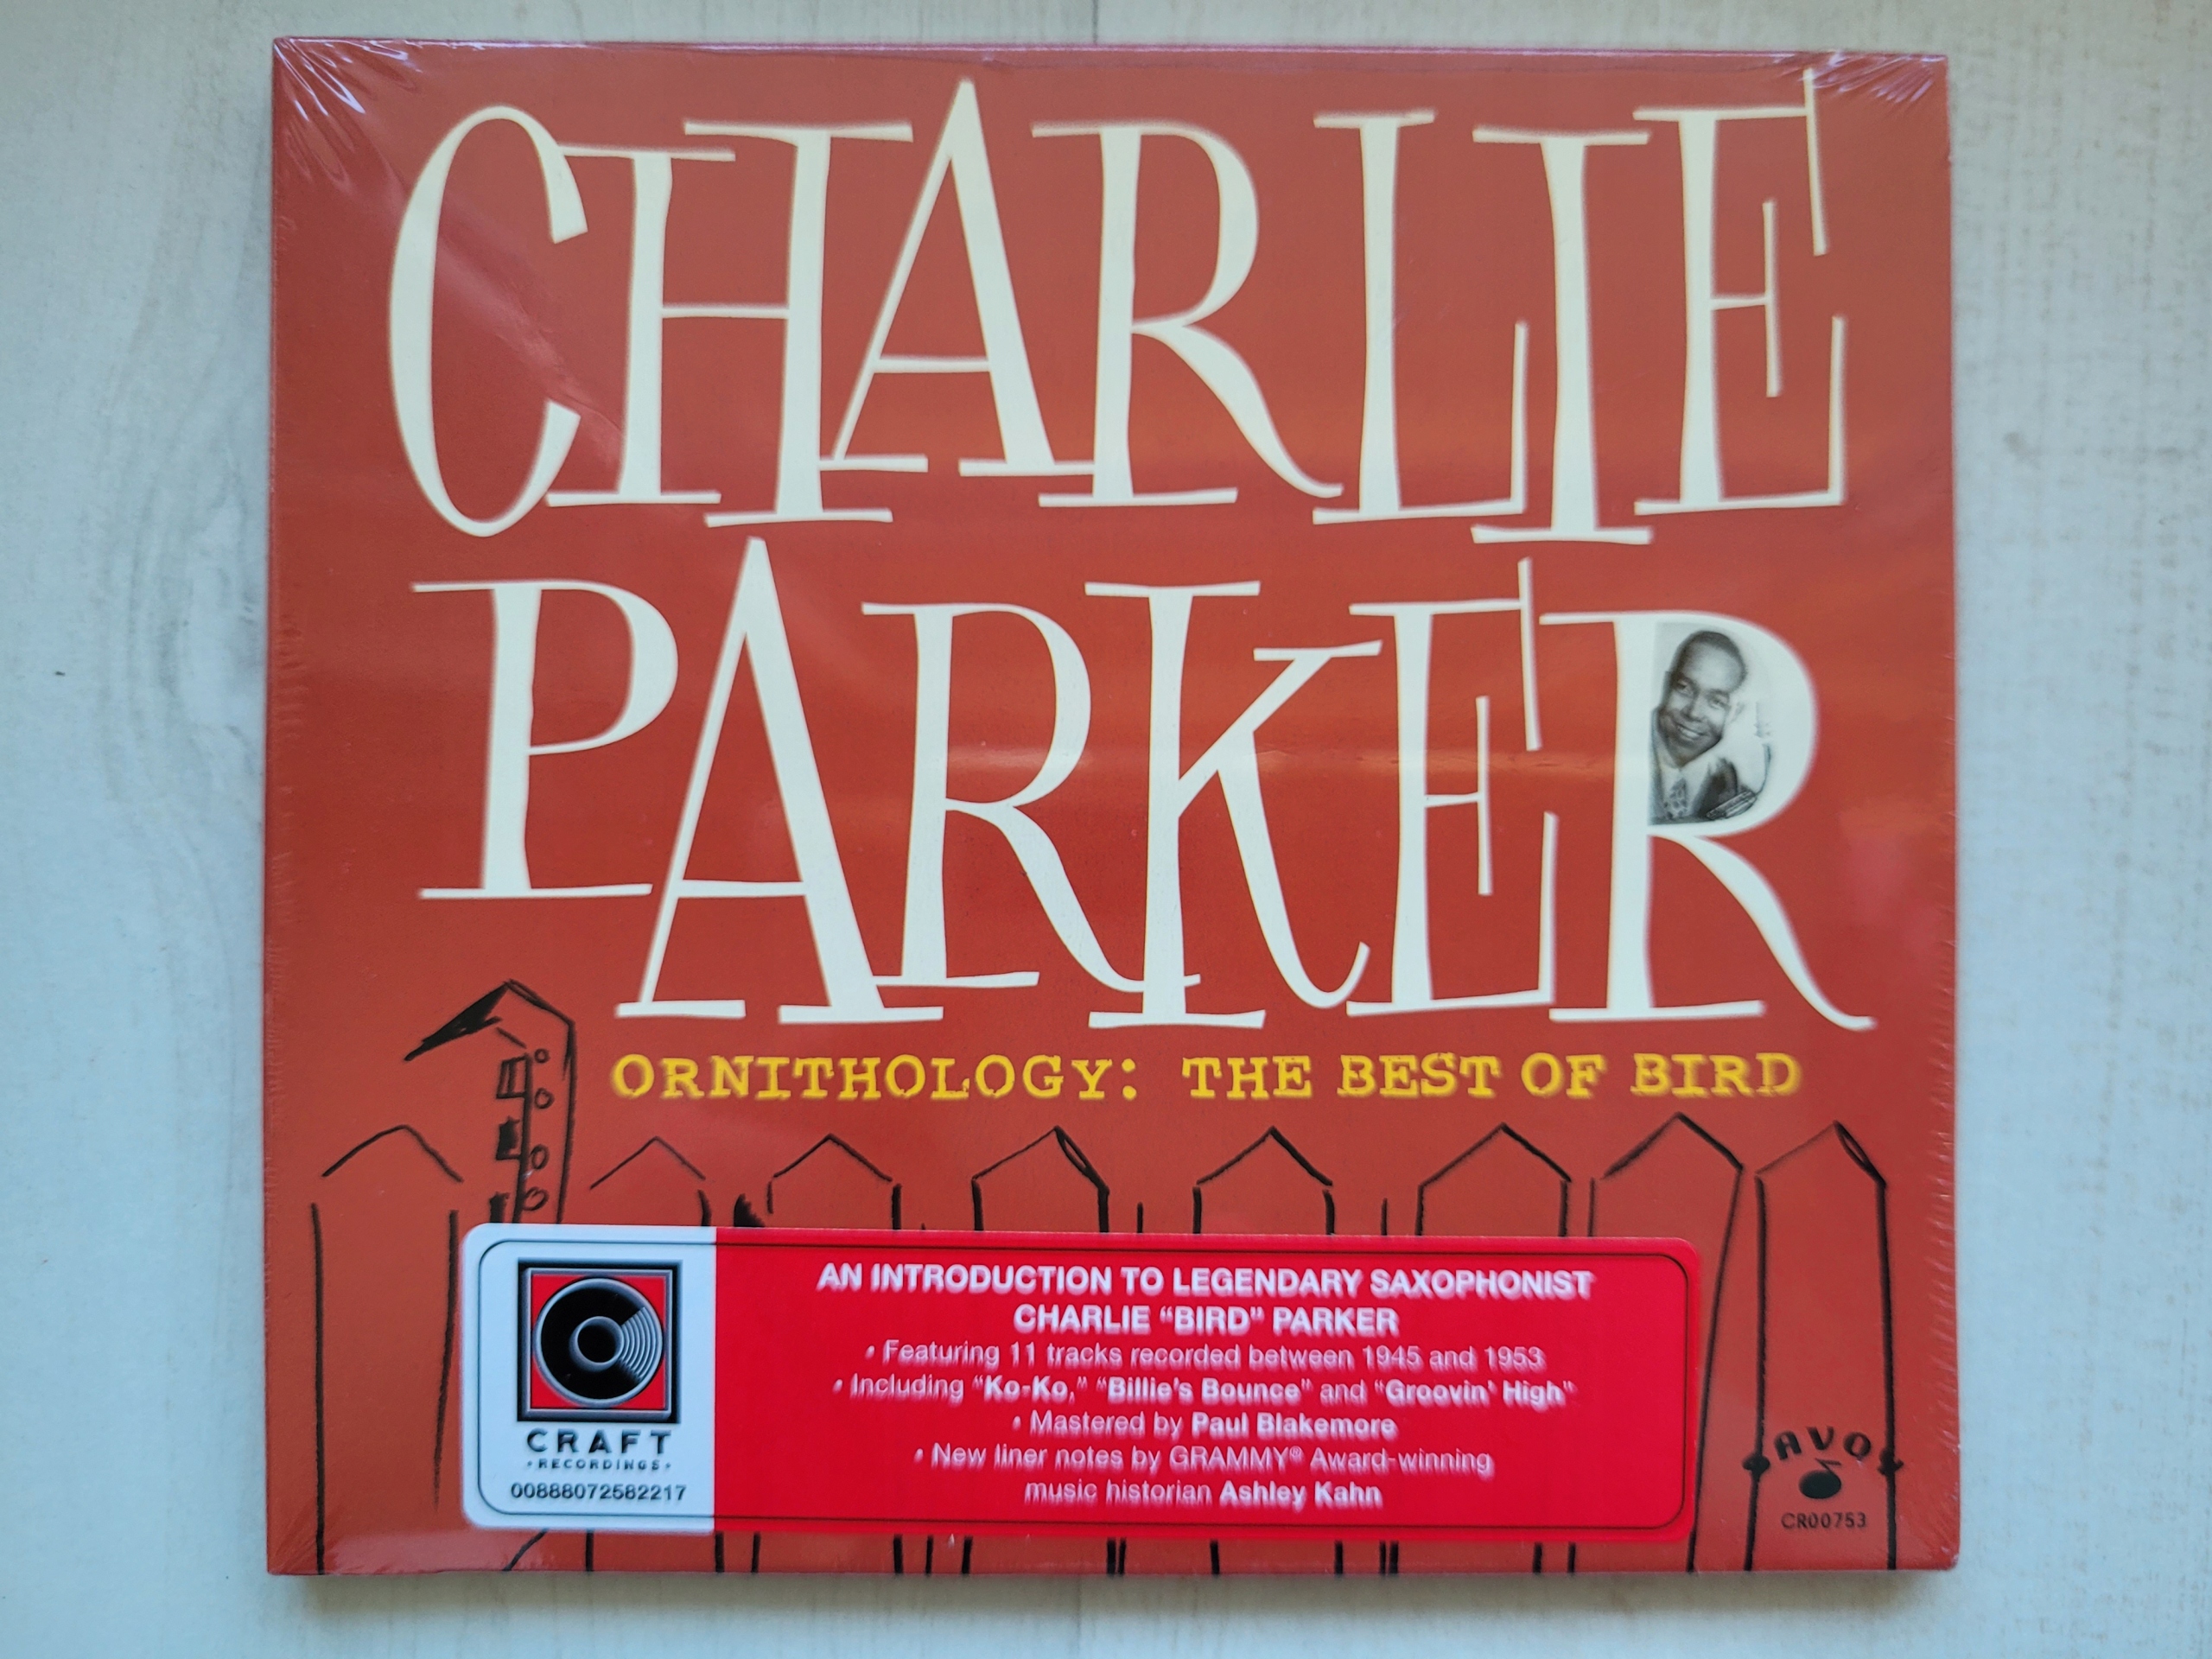 CHARLIE
PARKER
ORNITHOLOGY: THE BEST OF BIRD
AN INTRODUCTION TO LEGENDARY SAXOPHONIST
CHARLIE “BIRD” PARKER
• Featuring 11 tracks recorded between 1945 and 1953
• Including “Ko-Ko,” “Billie’s Bounce” and “Groovin’ High”
• Mastered by Paul Blakemore
• New liner notes by GRAMMY® Award-winning
music historian Ashley Kahn
CRAFT
• RECORDINGS •
00888072582217
SAVOY
CR00753